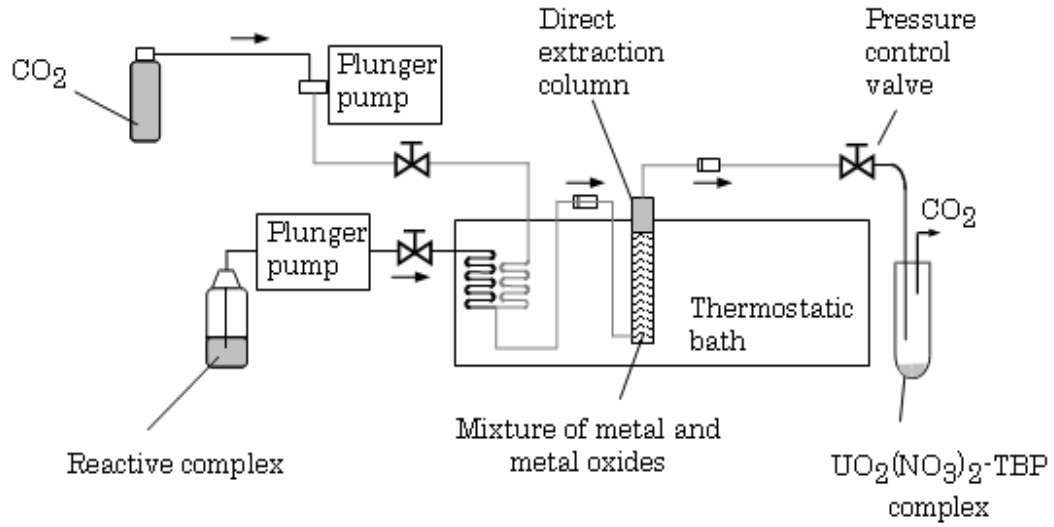 CO2
Plunger
pump
Direct
extraction
column
Pressure
control
valve
Plunger
pump
CO2
Thermostatic
bath
Reactive complex
Mixture of metal and
metal oxides
UO2(NO3)2-TBP
complex